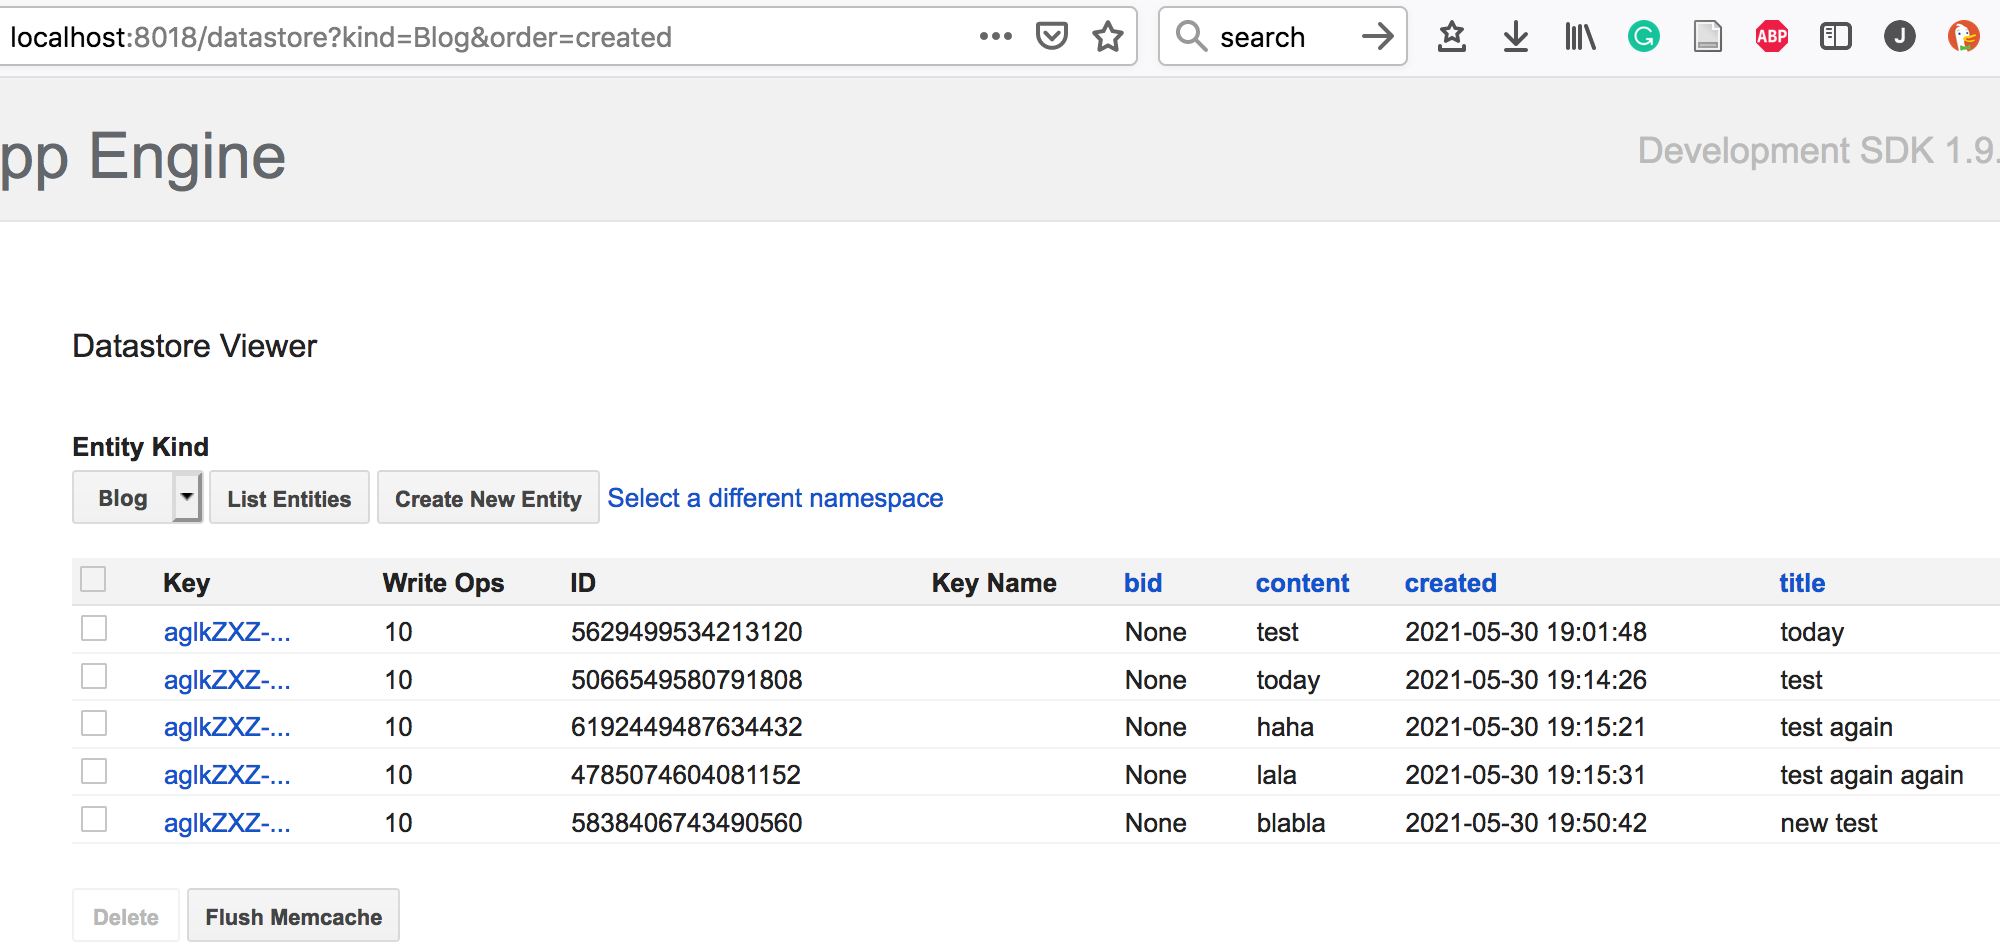 localhost:8018/datastore?kind=Blog&order=created ••• search ABP J
pp Engine Development SDK 1.9.
Datastore Viewer
Entity Kind
Blog List Entities Create New Entity Select a different namespace
Key Write Ops ID Key Name bid content created title
aglkZXZ-... 10 5629499534213120 None test 2021-05-30 19:01:48 today
aglkZXZ-... 10 5066549580791808 None today 2021-05-30 19:14:26 test
aglkZXZ-... 10 6192449487634432 None haha 2021-05-30 19:15:21 test again
aglkZXZ-... 10 4785074604081152 None lala 2021-05-30 19:15:31 test again again
aglkZXZ-... 10 5838406743490560 None blabla 2021-05-30 19:50:42 new test
Delete Flush Memcache